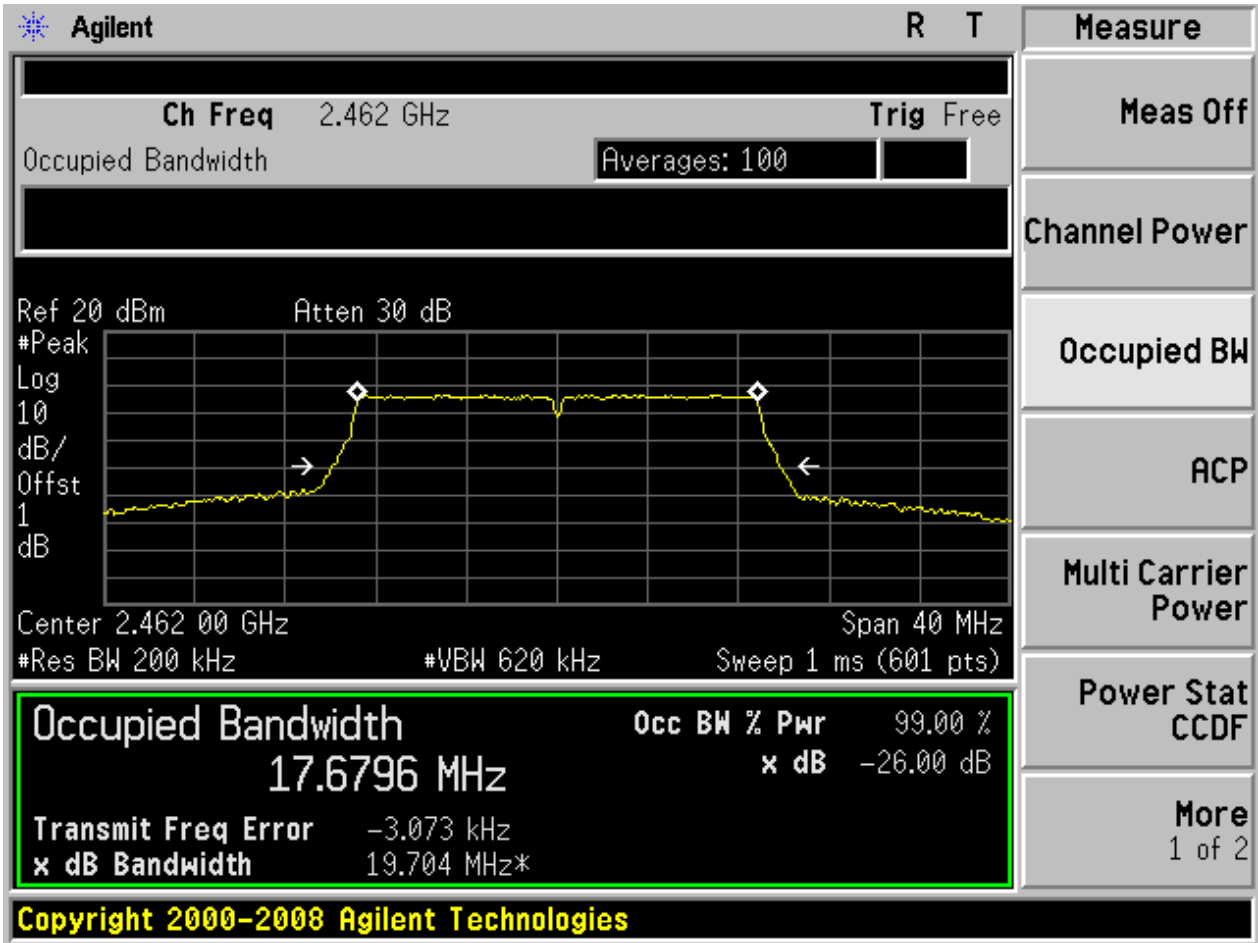 Agilent R T
Measure
Ch Freq 2.462 GHz Trig Free
Occupied Bandwidth Averages: 100
Meas Off
Channel Power
Occupied BW
ACP
Multi Carrier
Power
Power Stat
CCDF
More
1 of 2
Ref 20 dBm Atten 30 dB
#Peak
Log
10
dB/
Offst
1
dB
Center 2.462 00 GHz Span 40 MHz
#Res BW 200 kHz #VBW 620 kHz Sweep 1 ms (601 pts)
Occupied Bandwidth
17.6796 MHz
Occ BW % Pwr 99.00 %
x dB -26.00 dB
Transmit Freq Error -3.073 kHz
x dB Bandwidth 19.704 MHz*
Copyright 2000-2008 Agilent Technologies